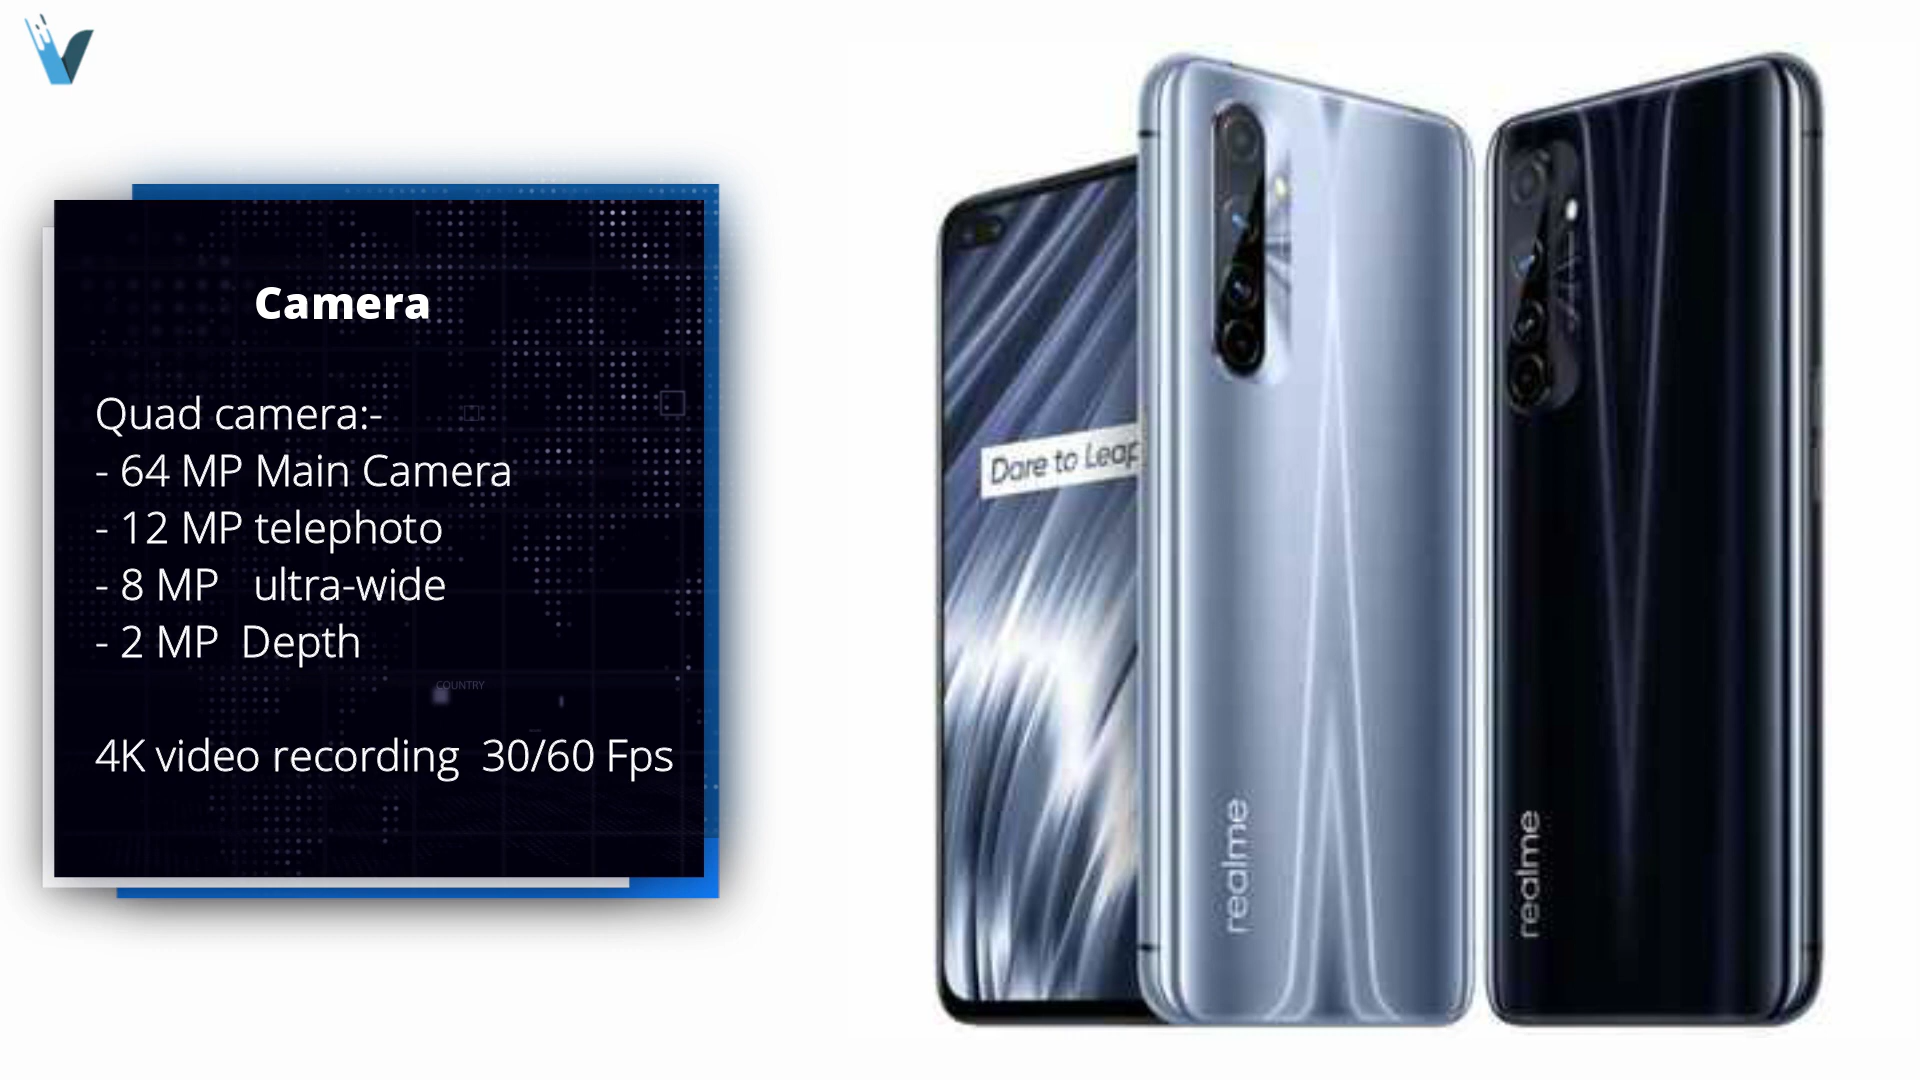 Camera
Quad camera:-
- 64 MP Main Camera
- 12 MP telephoto
- 8 MP ultra-wide
- 2 MP Depth
COUNTRY
4K video recording 30/60 Fps
Dare to Leap
realme
realme